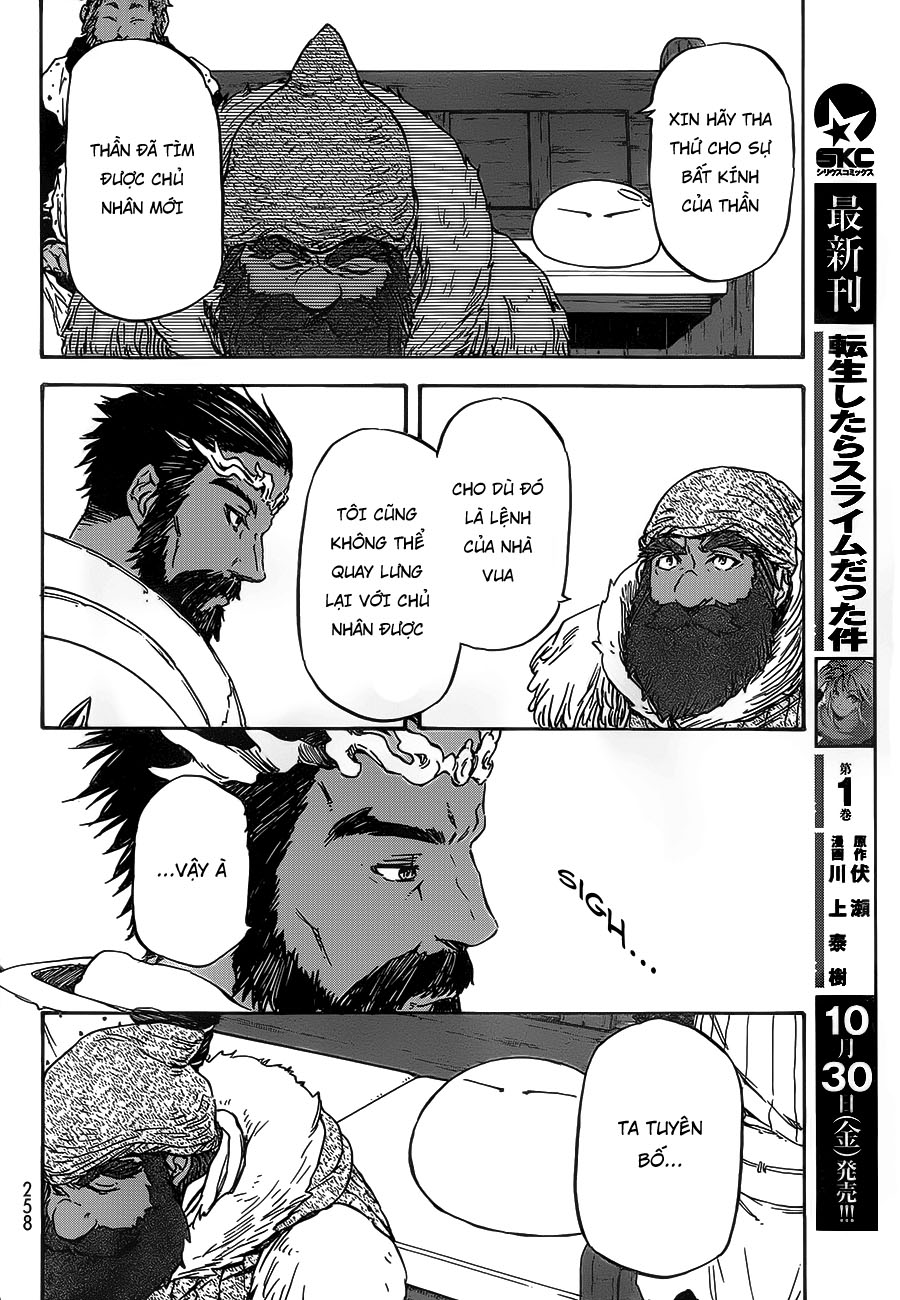 XIN HÃY THA
THỨ CHO SỰ
BẤT KÍNH
CỦA THẦN
THẦN ĐÃ TÌM
ĐƯỢC CHỦ
NHÂN MỚI
CHO DÙ ĐÓ
LÀ LỆNH
CỦA NHÀ
VUA
TÔI CŨNG
KHÔNG THỂ
QUAY LƯNG
LẠI VỚI CHỦ
NHÂN ĐƯỢC
...VẬY À
SIGH...
TA TUYÊN
BỐ...
258
SKC
シリウスコミックス
最新刊
転生したらスライムだった件
第1巻
原作 伏瀬
漫画 川上泰樹
10月30日(金)発売!!!